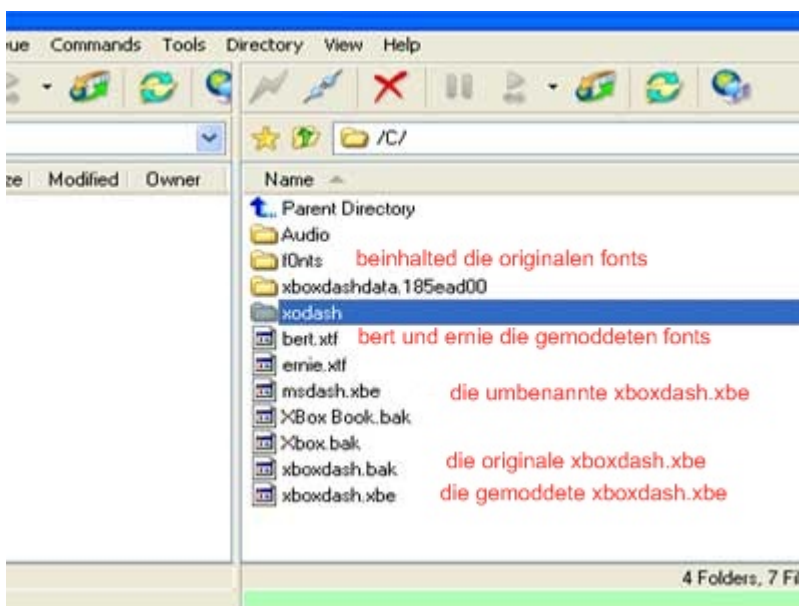 ue Commands Tools Directory View Help
/C/
ze Modified Owner Name
Parent Directory
Audio
f0nts beinhalted die originalen fonts
xboxdashdata.185ead00
xodash
bert.xtf bert und ernie die gemoddeten fonts
ernie.xtf
msdash.xbe die umbenannte xboxdash.xbe
XBox Book.bak
Xbox.bak
xboxdash.bak die originale xboxdash.xbe
xboxdash.xbe die gemoddete xboxdash.xbe
4 Folders, 7 Fi